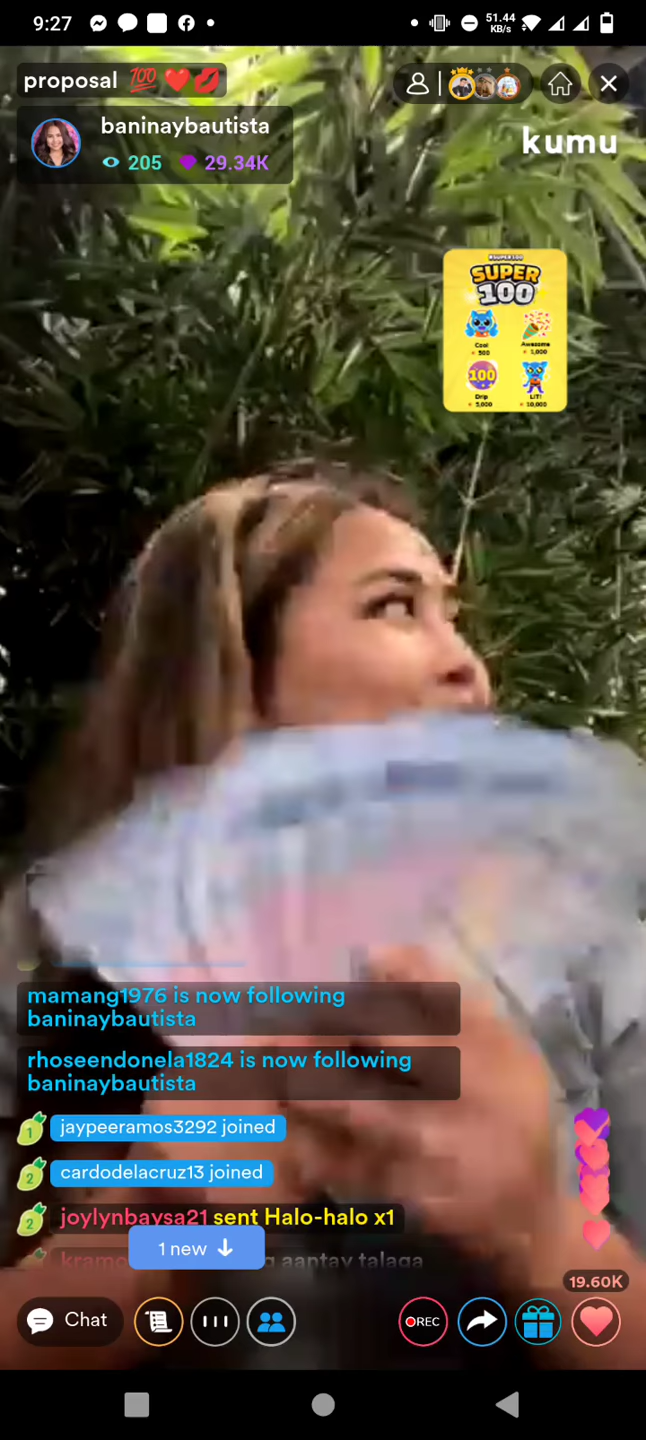 9:27
51.44
KB/s
proposal 💯❤️💋
baninaybautista
205 29.34K
kumu
#SUPER100
SUPER
100
Cool
500
Awesome
1,000
100
Drip
5,000
LIT!
10,000
mamang1976 is now following
baninaybautista
rhoseendonela1824 is now following
baninaybautista
1 jaypeeramos3292 joined
2 cardodelacruz13 joined
2 joylynbaysa21 sent Halo-halo x1
1 new
aantay talaga
19.60K
Chat
REC